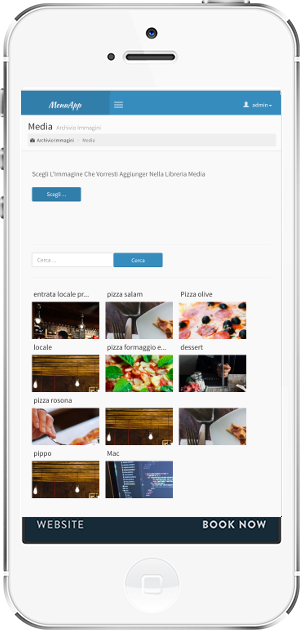 MenuApp
admin
Media Archivio Immagini
Archivio Immagini / Media
Scegli L'Immagine Che Vorresti Aggiunger Nella Libreria Media
Scegli ...
Cerca ... Cerca
entrata locale pr... pizza salam Pizza olive
locale pizza formaggio e... dessert
pizza rosona
pippo Mac
WEBSITE BOOK NOW